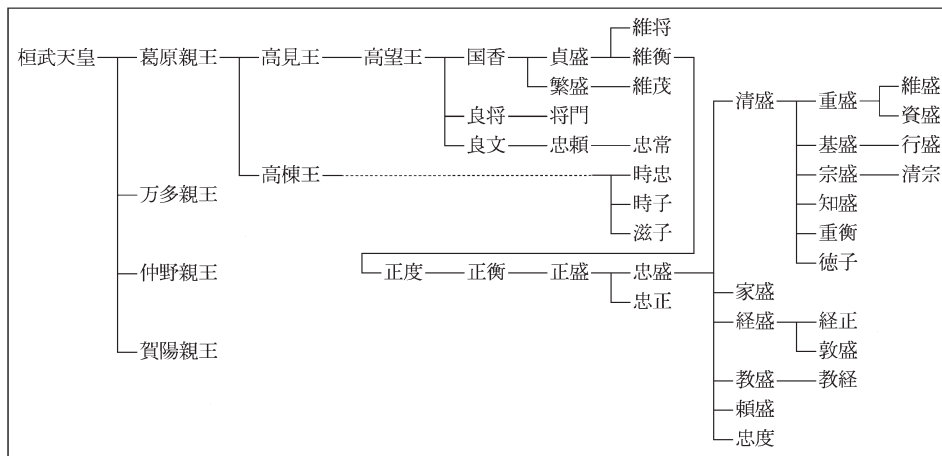 維将
桓武天皇 葛原親王 高見王 高望王 国香 貞盛 維衡
繁盛 維茂
維盛
清盛 重盛
資盛
良将 将門
良文 忠頼 忠常
基盛 行盛
高棟王 時忠
宗盛 清宗
万多親王
時子
知盛
滋子
重衡
徳子
仲野親王 正度 正衡 正盛 忠盛
家盛
忠正
経盛 経正
賀陽親王
敦盛
教盛 教経
頼盛
忠度